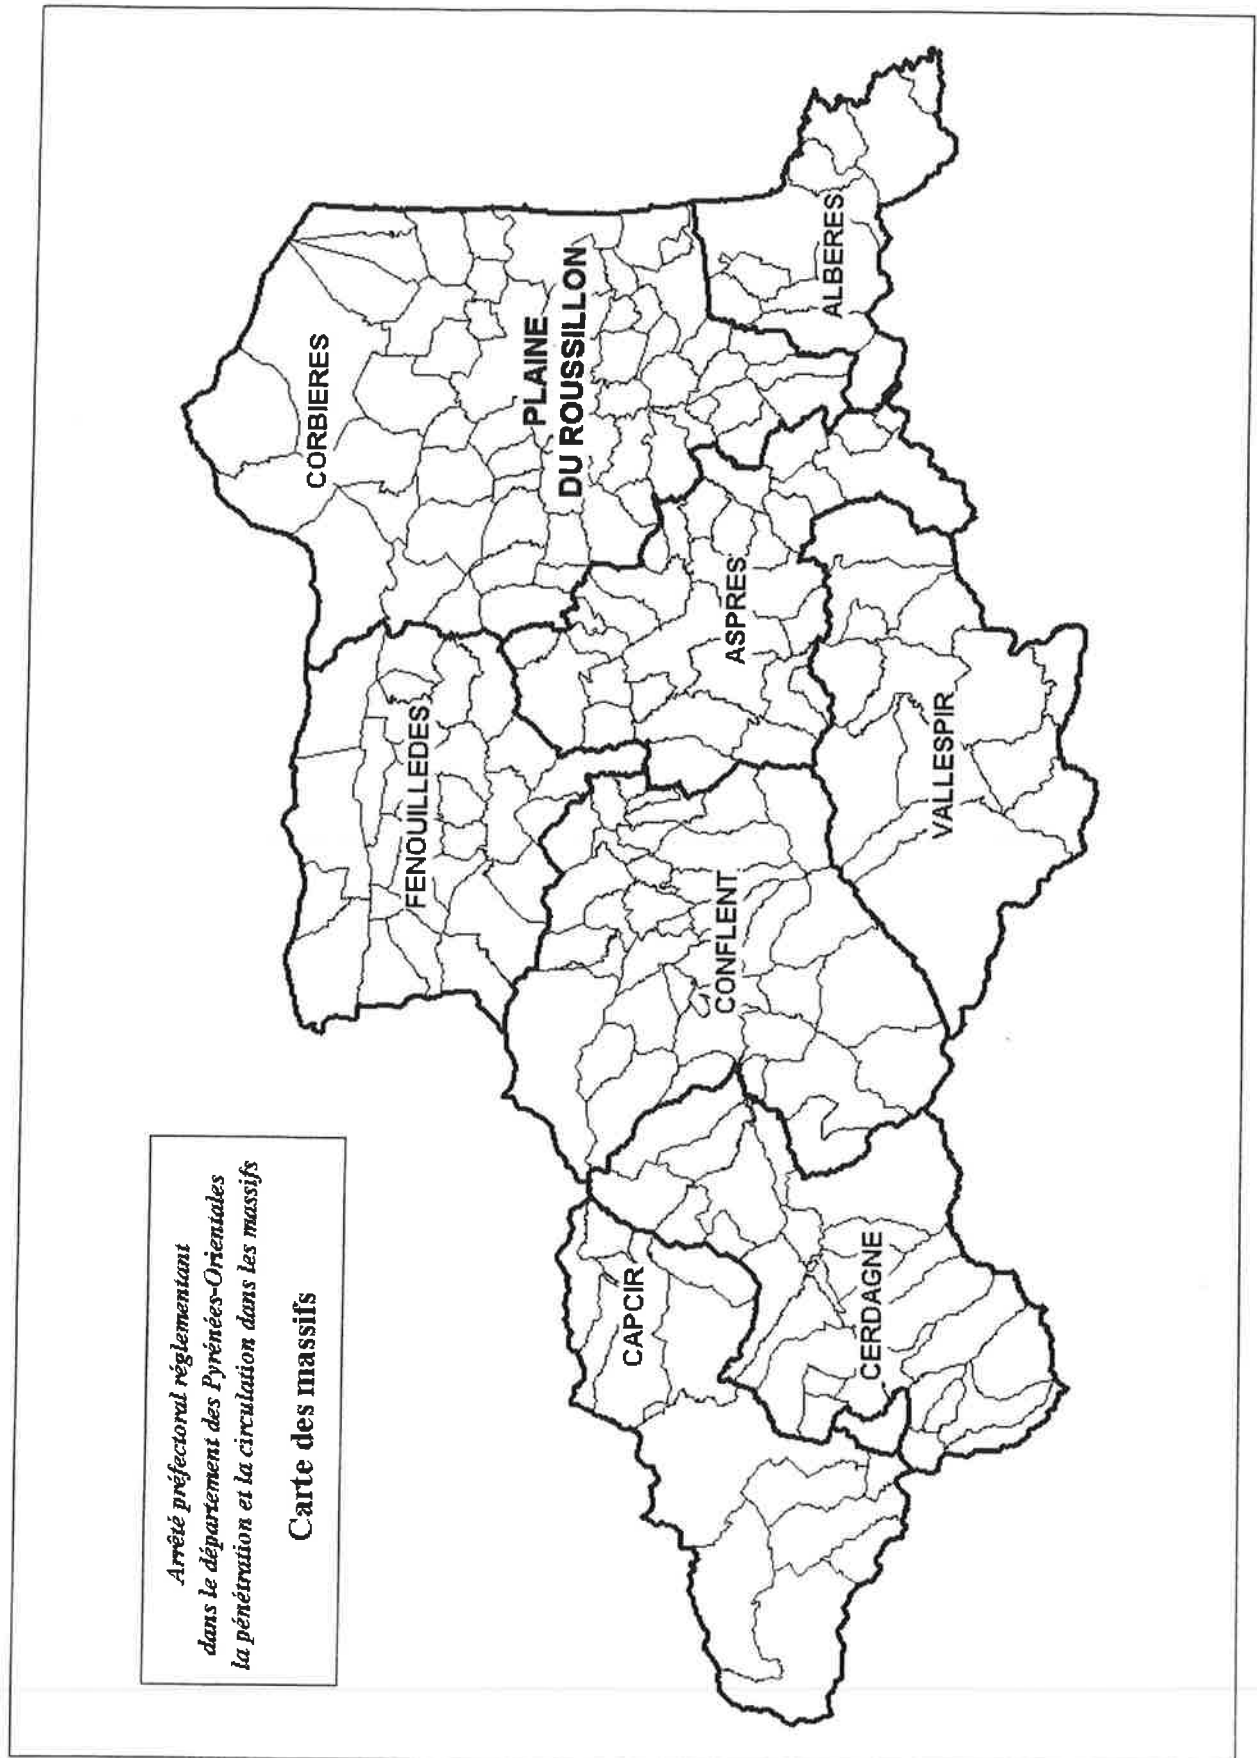 Arrêté préfectoral réglementant
dans le département des Pyrénées-Orientales
la pénétration et la circulation dans les massifs
Carte des massifs
CORBIERES
FENOUILLEDES
PLAINE
DU ROUSSILLON
CAPCIR
CONFLENT
ASPRES
ALBERES
CERDAGNE
VALLESPIR